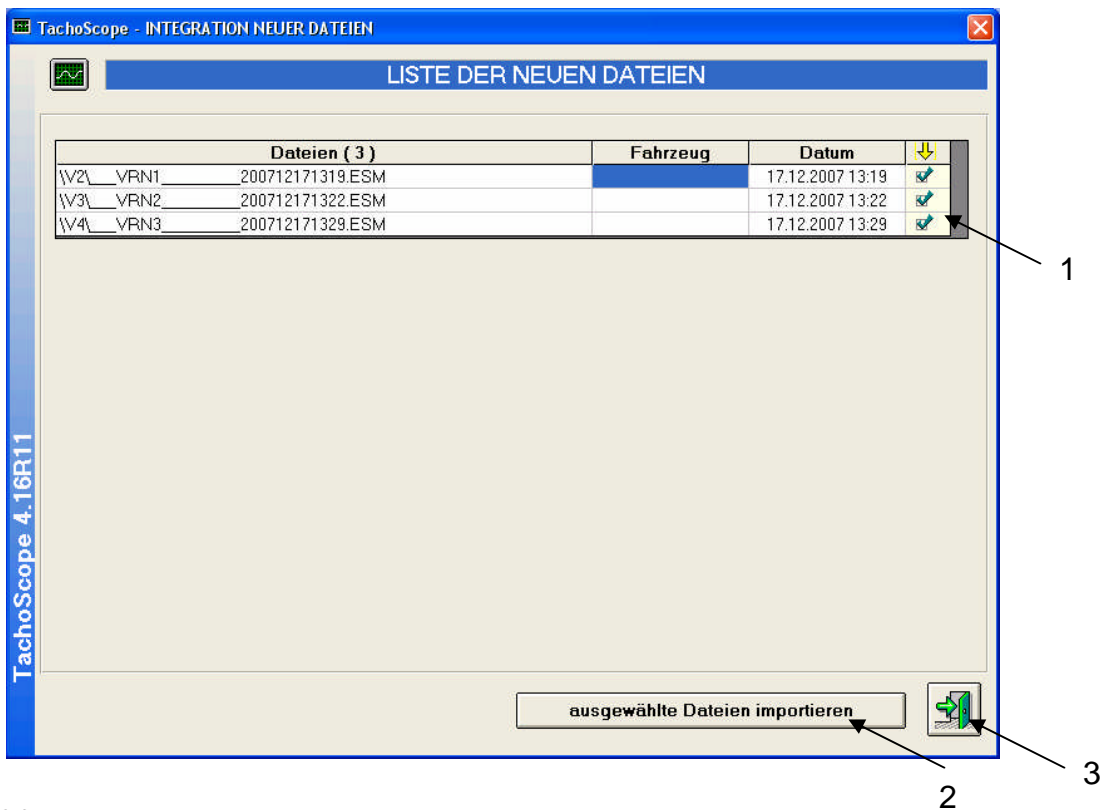 TachoScope - INTEGRATION NEUER DATEIEN
LISTE DER NEUEN DATEIEN
Dateien ( 3 ) Fahrzeug Datum
\V2\___VRN1________200712171319.ESM 17.12.2007 13:19
\V3\___VRN2________200712171322.ESM 17.12.2007 13:22
\V4\___VRN3________200712171329.ESM 17.12.2007 13:29
1
TachoScope 4.16R11
ausgewählte Dateien importieren
3
2